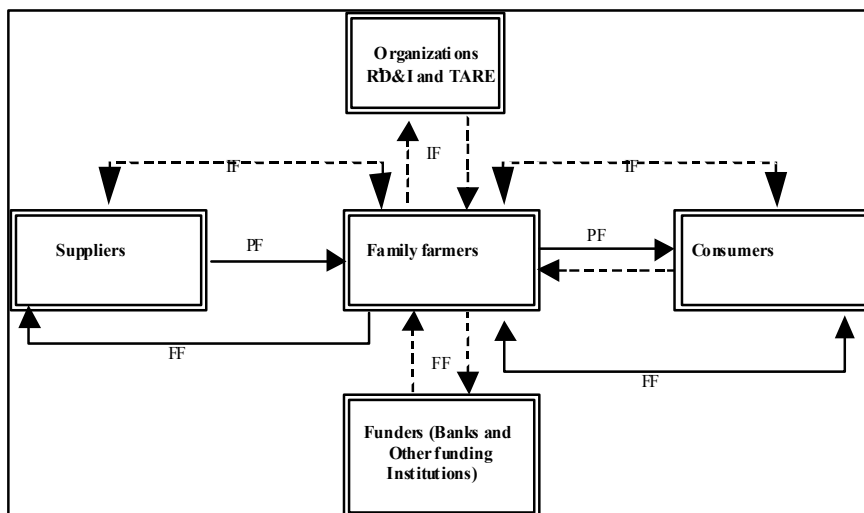 Organizations
RD&I and TARE
IF
IF
IF
Suppliers
PF
Family farmers
PF
Consumers
FF
FF
FF
Funders (Banks and
Other funding
Institutions)